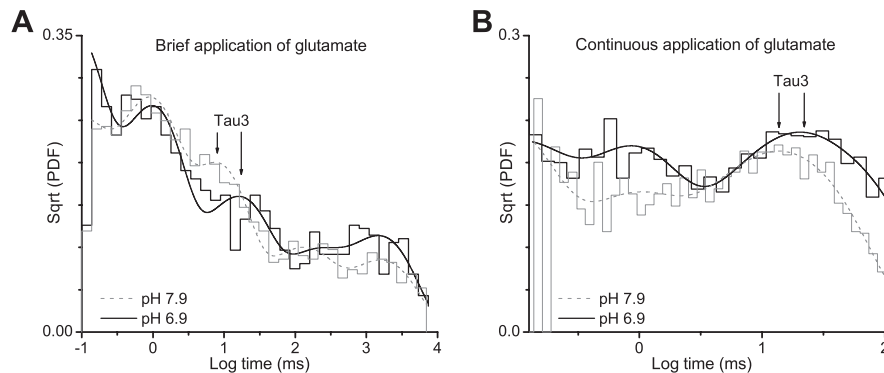 A
Brief application of glutamate
0.35
Tau3
Sqrt (PDF)
pH 7.9
pH 6.9
0.00
-1
0
1
2
3
4
Log time (ms)
B
Continuous application of glutamate
0.3
Tau3
Sqrt (PDF)
pH 7.9
pH 6.9
0.0
0
1
2
Log time (ms)